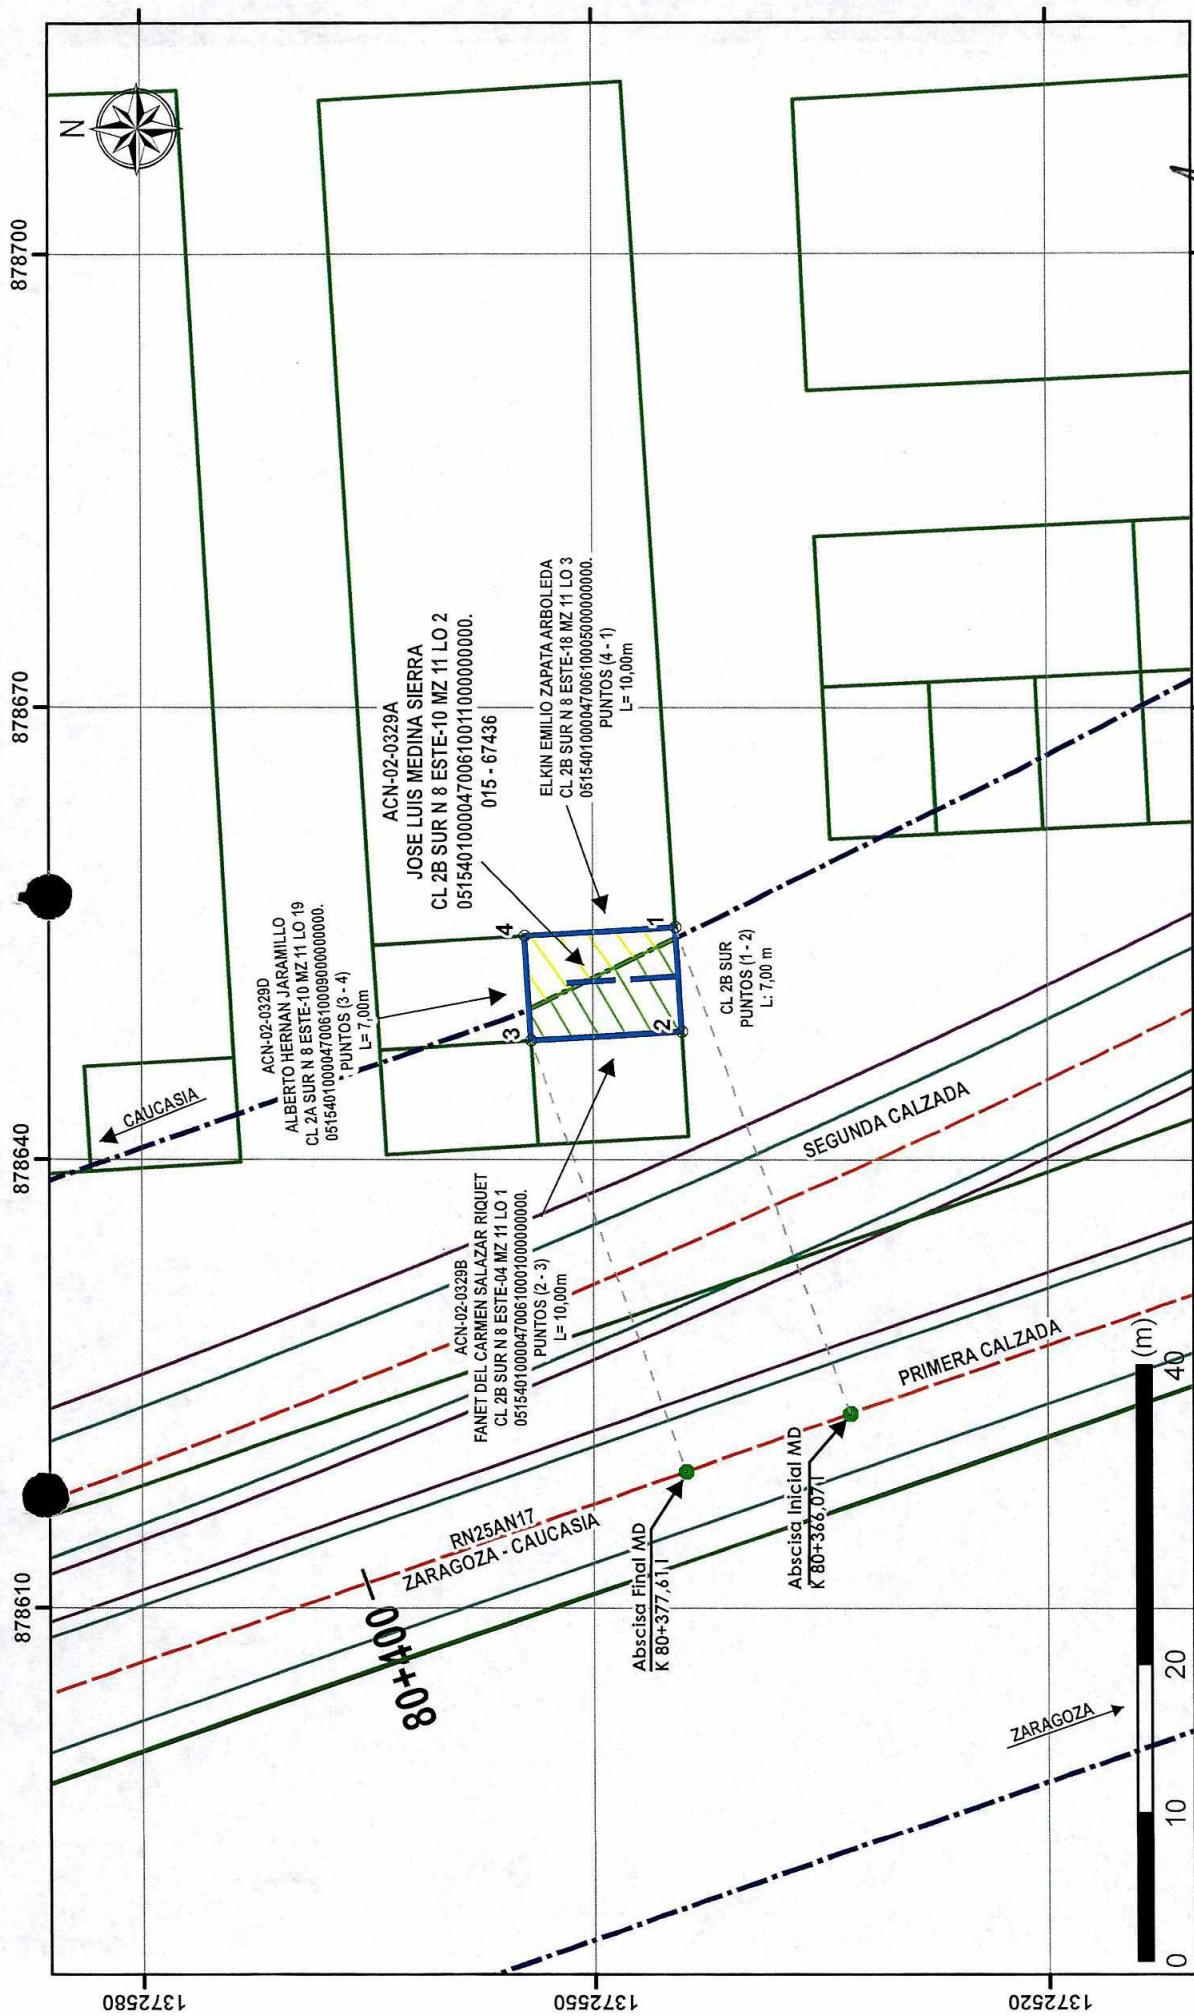 N
878700
878670
878640
878610
1372580
1372550
1372520
CAUCASIA
ACN-02-0329D
ALBERTO HERNAN JARAMILLO
CL 2A SUR N 8 ESTE-10 MZ 11 LO 19
PUNTOS (3 - 4)
L= 7,00m
ACN-02-0329A
JOSE LUIS MEDINA SIERRA
CL 2B SUR N 8 ESTE-10 MZ 11 LO 2
015 - 67436
ELKIN EMILIO ZAPATA ARBOLEDA
CL 2B SUR N 8 ESTE-18 MZ 11 LO 3
PUNTOS (4 - 1)
L= 10,00m
3
4
2
1
CL 2B SUR
PUNTOS (1 - 2)
L: 7,00 m
ACN-02-0329B
FANET DEL CARMEN SALAZAR RIQUET
CL 2B SUR N 8 ESTE-04 MZ 11 LO 1
PUNTOS (2 - 3)
L= 10,00m
SEGUNDA CALZADA
PRIMERA CALZADA
RN25AN17
ZARAGOZA - CAUCASIA
80+400
Abscisa Final MD
K 80+377,61
Abscisa Inicial MD
K 80+366,07
ZARAGOZA
0
10
20
40
(m)